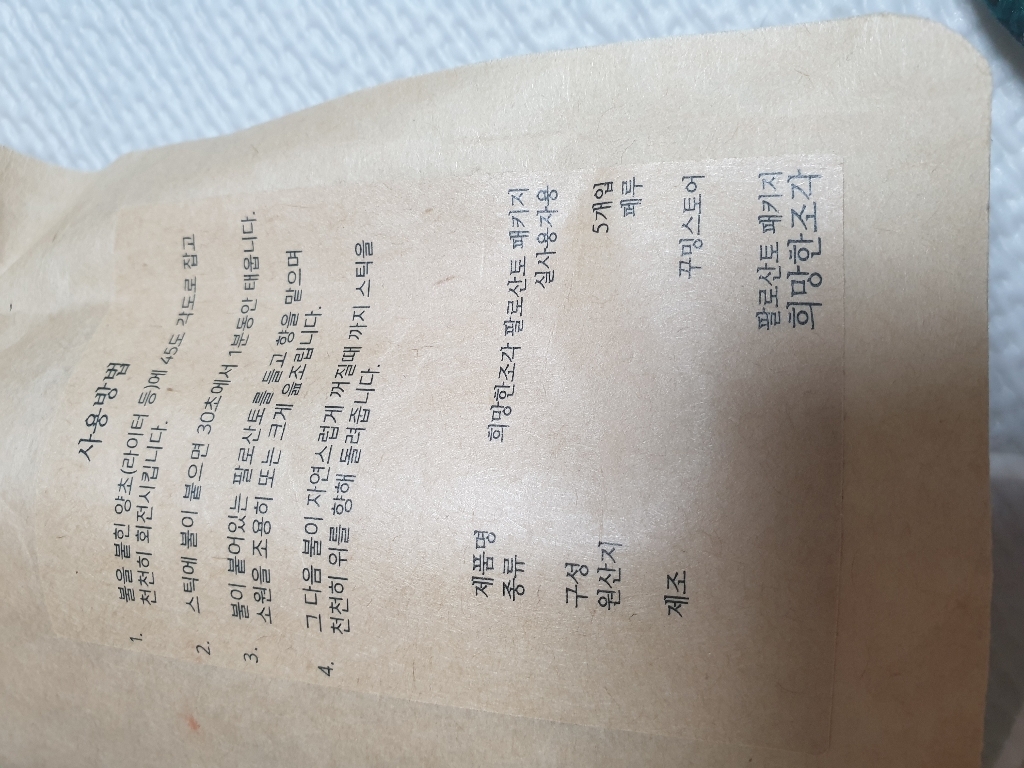 사용방법
1. 불을 붙힌 양초(라이터 등)에 45도 각도로 잡고
천천히 회전시킵니다.
2. 스틱에 불이 붙으면 30초에서 1분동안 태웁니다.
3. 불이 붙어있는 팔로산토를 들고 향을 맡으며
소원을 조용히 또는 크게 읊조립니다.
4. 그 다음 불이 자연스럽게 꺼질때 까지 스틱을
천천히 위를 향해 돌려줍니다.
제품명 희망한조각 팔로산토 패키지
종류 실사용자용
구성 5개입
원산지 페루
제조 꾸밍스토어
팔로산토 패키지
희망한조각